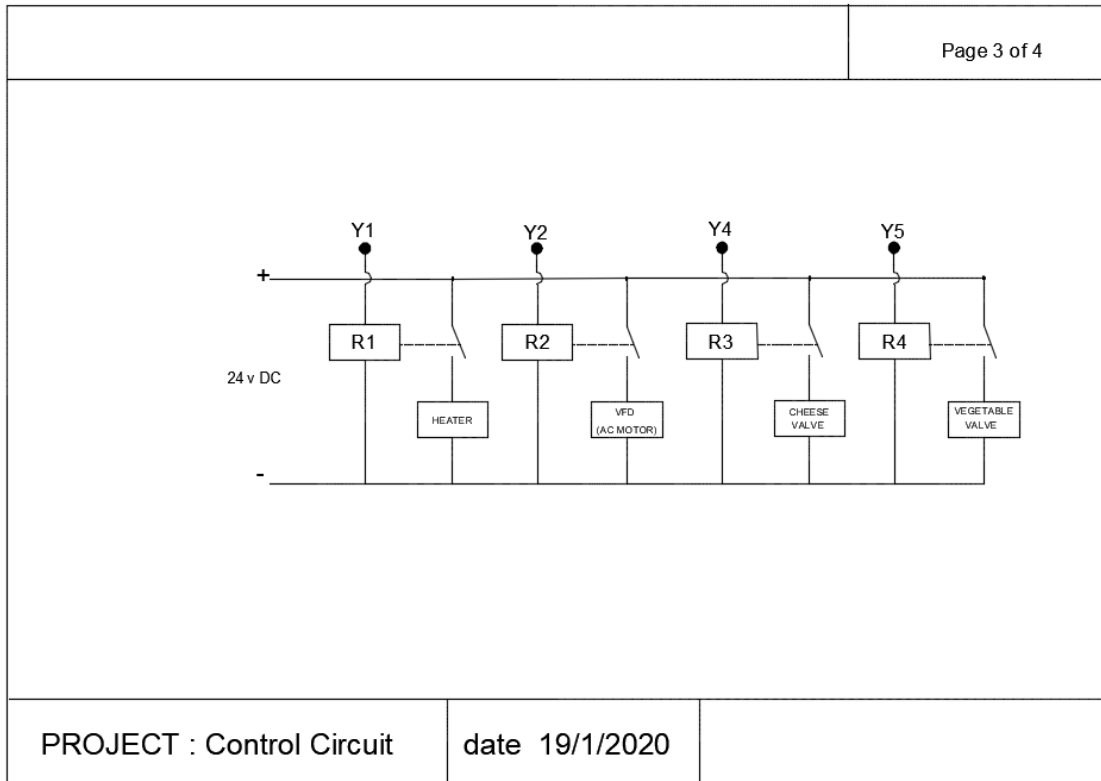 Page 3 of 4
Y1
Y2
Y4
Y5
+
R1
R2
R3
R4
24 v DC
HEATER
VFD
(AC MOTOR)
CHEESE
VALVE
VEGETABLE
VALVE
-
PROJECT : Control Circuit
date 19/1/2020